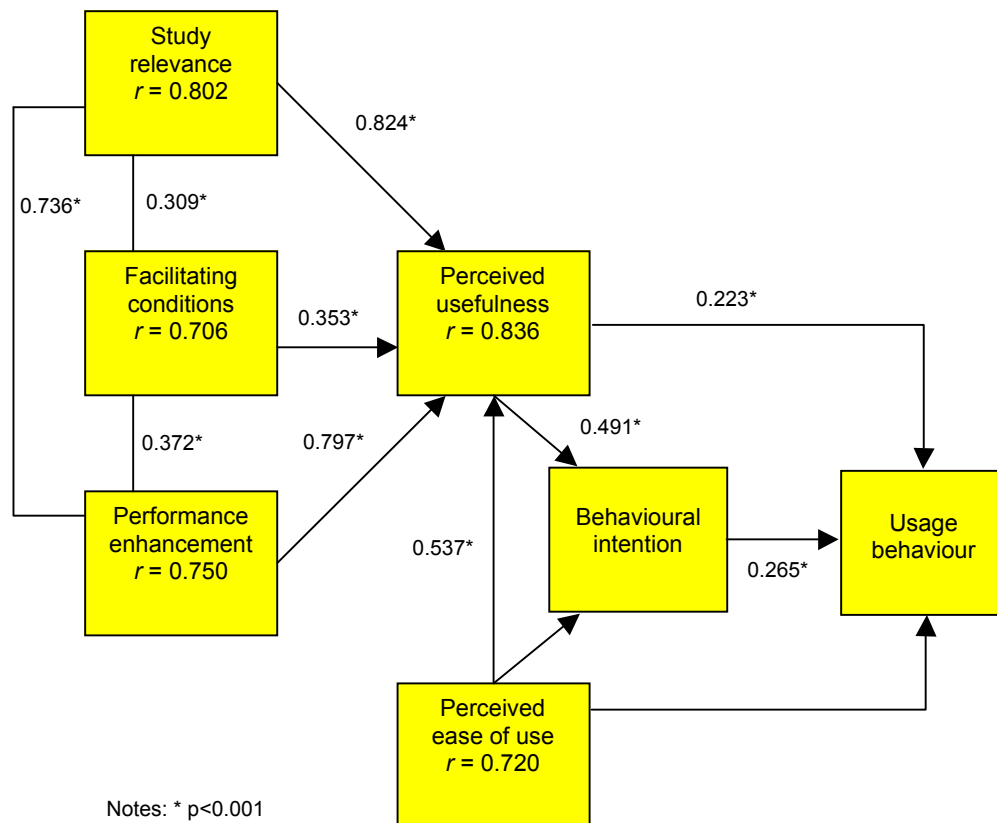 Study
relevance
r = 0.802
0.824*
0.736*
0.309*
Facilitating
conditions
r = 0.706
0.353*
Perceived
usefulness
r = 0.836
0.223*
0.372*
0.797*
0.491*
Performance
enhancement
r = 0.750
0.537*
Behavioural
intention
0.265*
Usage
behaviour
Perceived
ease of use
r = 0.720
Notes: * p<0.001